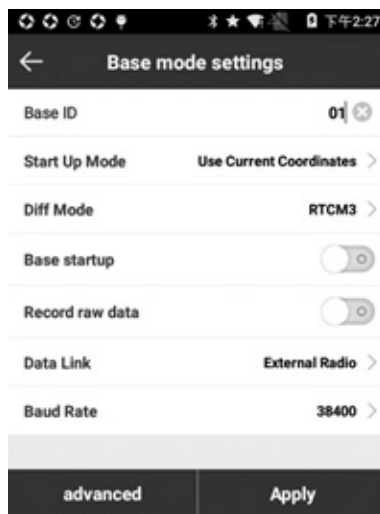 下午2:27
Base mode settings
Base ID 01
Start Up Mode Use Current Coordinates
Diff Mode RTCM3
Base startup
Record raw data
Data Link External Radio
Baud Rate 38400
advanced Apply